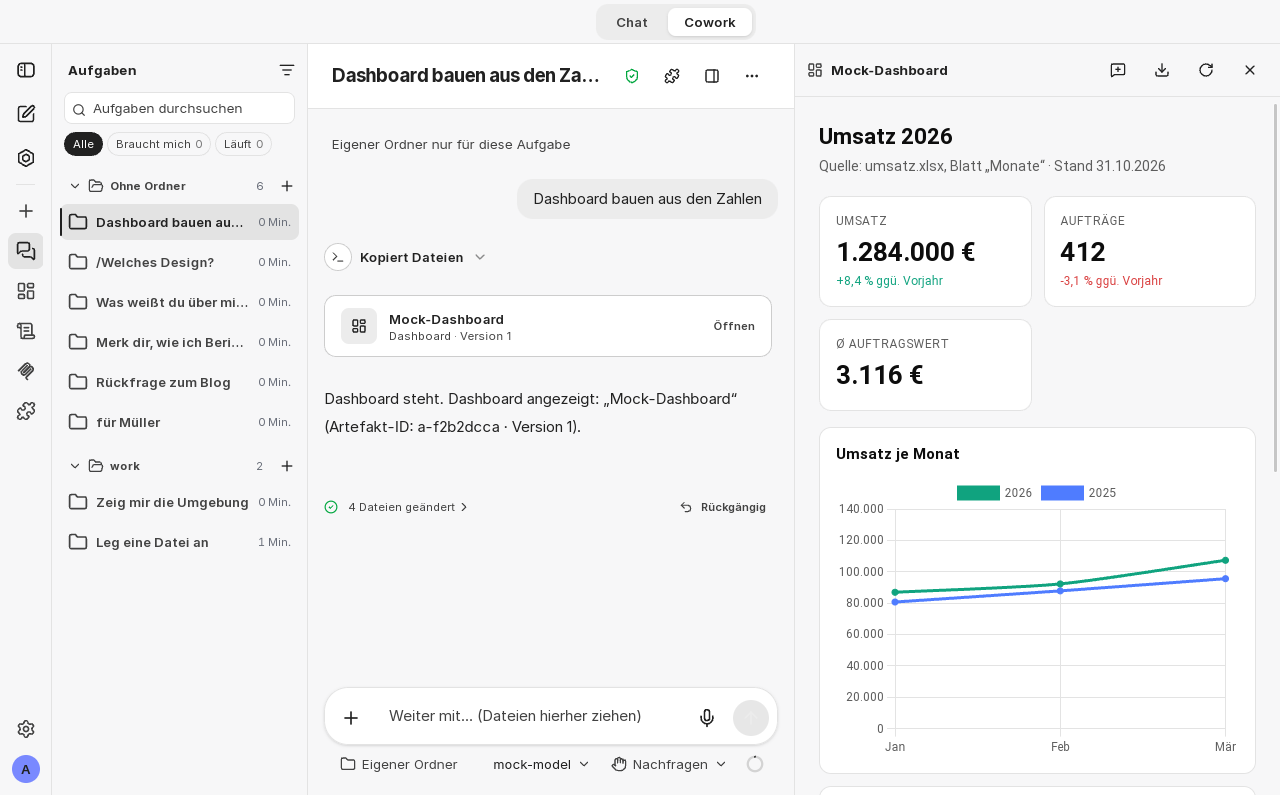 Chat
Cowork
Aufgaben
Aufgaben durchsuchen
Alle
Braucht mich 0
Läuft 0
Ohne Ordner 6
Dashboard bauen au... 0 Min.
/Welches Design? 0 Min.
Was weißt du über mi... 0 Min.
Merk dir, wie ich Beri... 0 Min.
Rückfrage zum Blog 0 Min.
für Müller 0 Min.
work 2
Zeig mir die Umgebung 0 Min.
Leg eine Datei an 1 Min.
A
Dashboard bauen aus den Za...
Eigener Ordner nur für diese Aufgabe
Dashboard bauen aus den Zahlen
Kopiert Dateien
Mock-Dashboard
Dashboard · Version 1
Öffnen
Dashboard steht. Dashboard angezeigt: „Mock-Dashboard“
(Artefakt-ID: a-f2b2dcca · Version 1).
4 Dateien geändert
Rückgängig
Weiter mit... (Dateien hierher ziehen)
Eigener Ordner
mock-model
Nachfragen
Mock-Dashboard
Umsatz 2026
Quelle: umsatz.xlsx, Blatt „Monate“ · Stand 31.10.2026
UMSATZ
1.284.000 €
+8,4 % ggü. Vorjahr
AUFTRÄGE
412
-3,1 % ggü. Vorjahr
Ø AUFTRAGSWERT
3.116 €
Umsatz je Monat
2026
2025
140.000
120.000
100.000
80.000
60.000
40.000
20.000
0
Jan
Feb
Mär